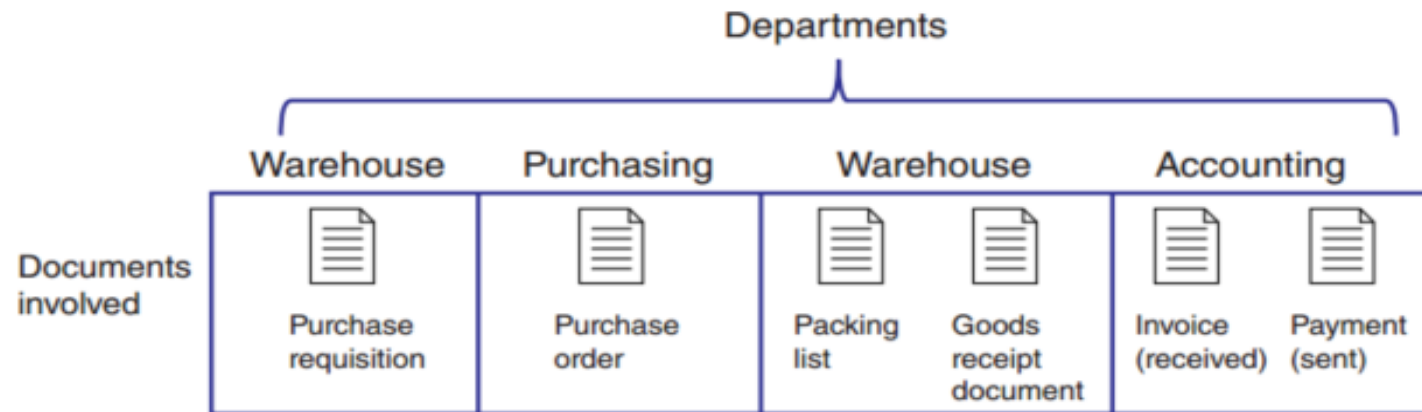 Departments
Warehouse Purchasing Warehouse Accounting
Documents
involved
Purchase
requisition
Purchase
order
Packing
list
Goods
receipt
document
Invoice
(received)
Payment
(sent)